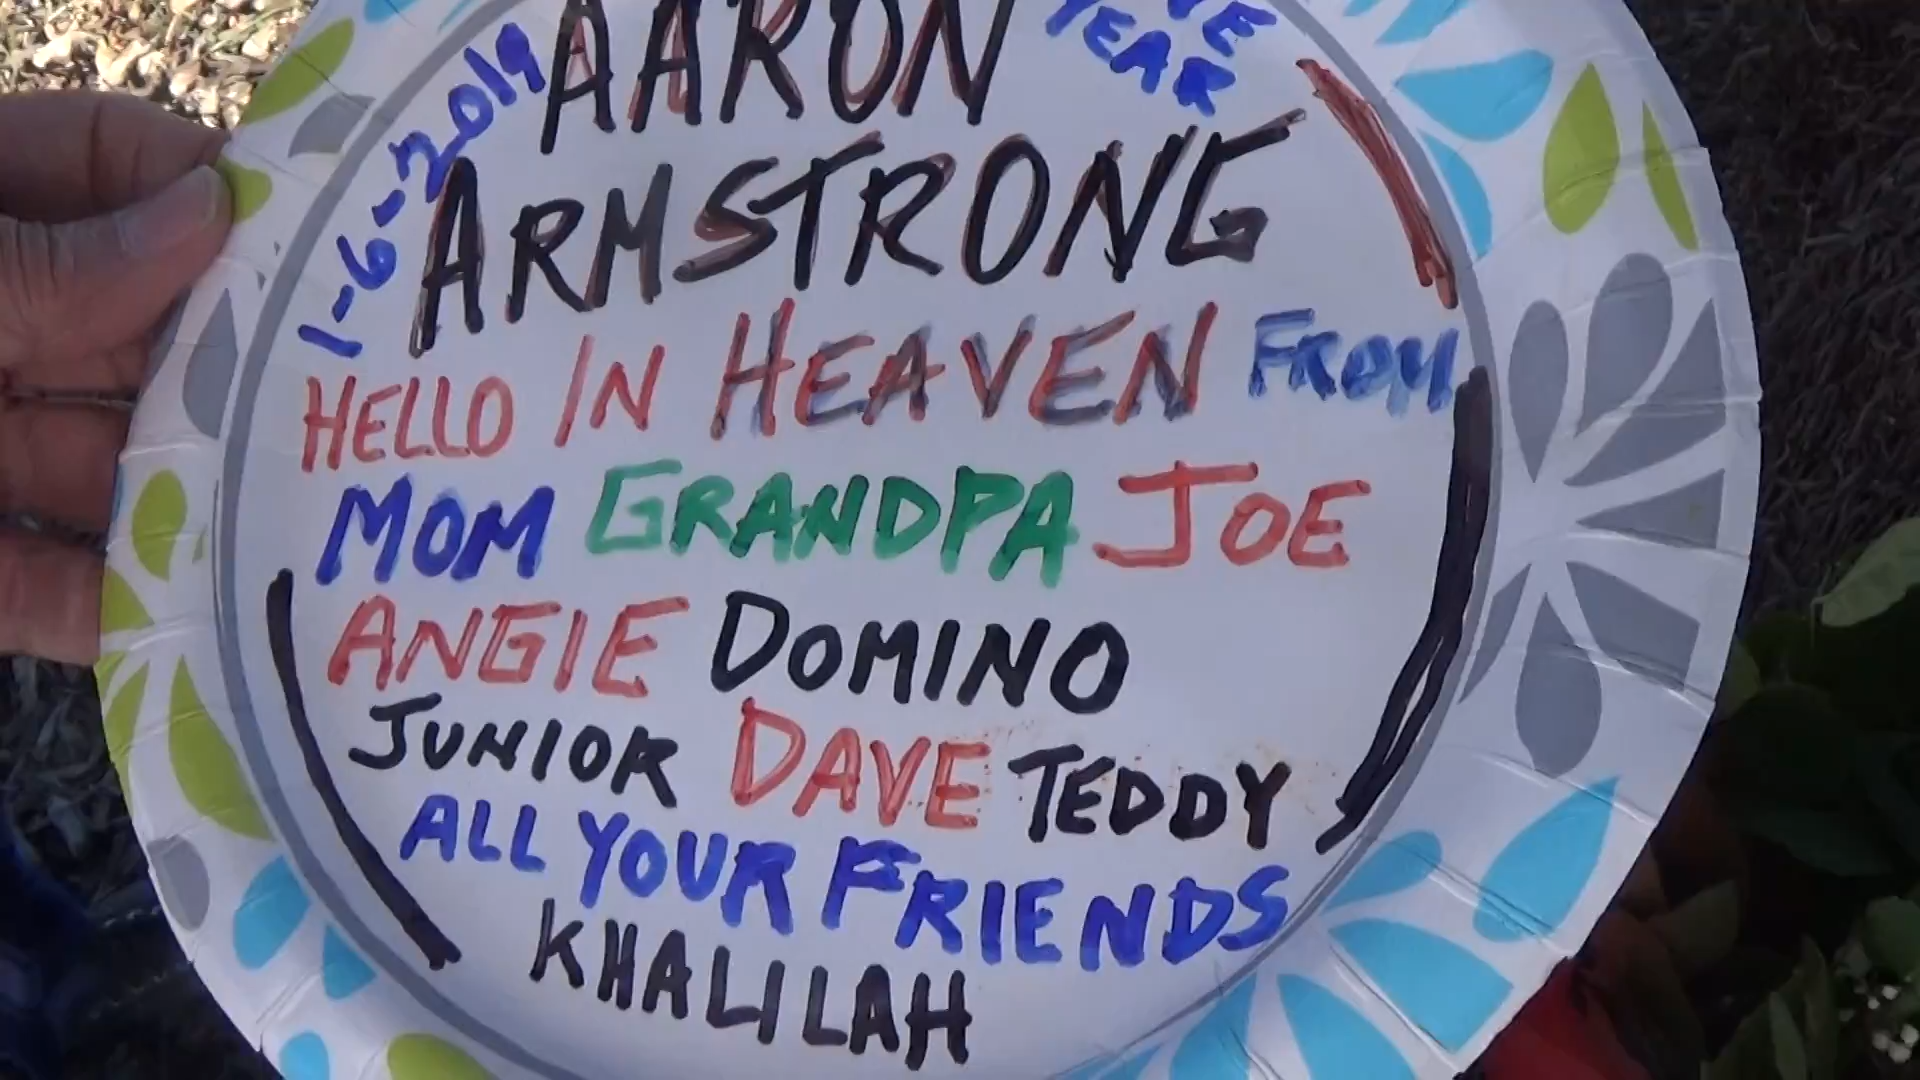 1-6-2019
AARON
YEAR
ARMSTRONG
HELLO IN HEAVEN FROM
MOM GRANDPA JOE
ANGIE DOMINO
JUNIOR DAVE TEDDY
ALL YOUR FRIENDS
KHALILAH